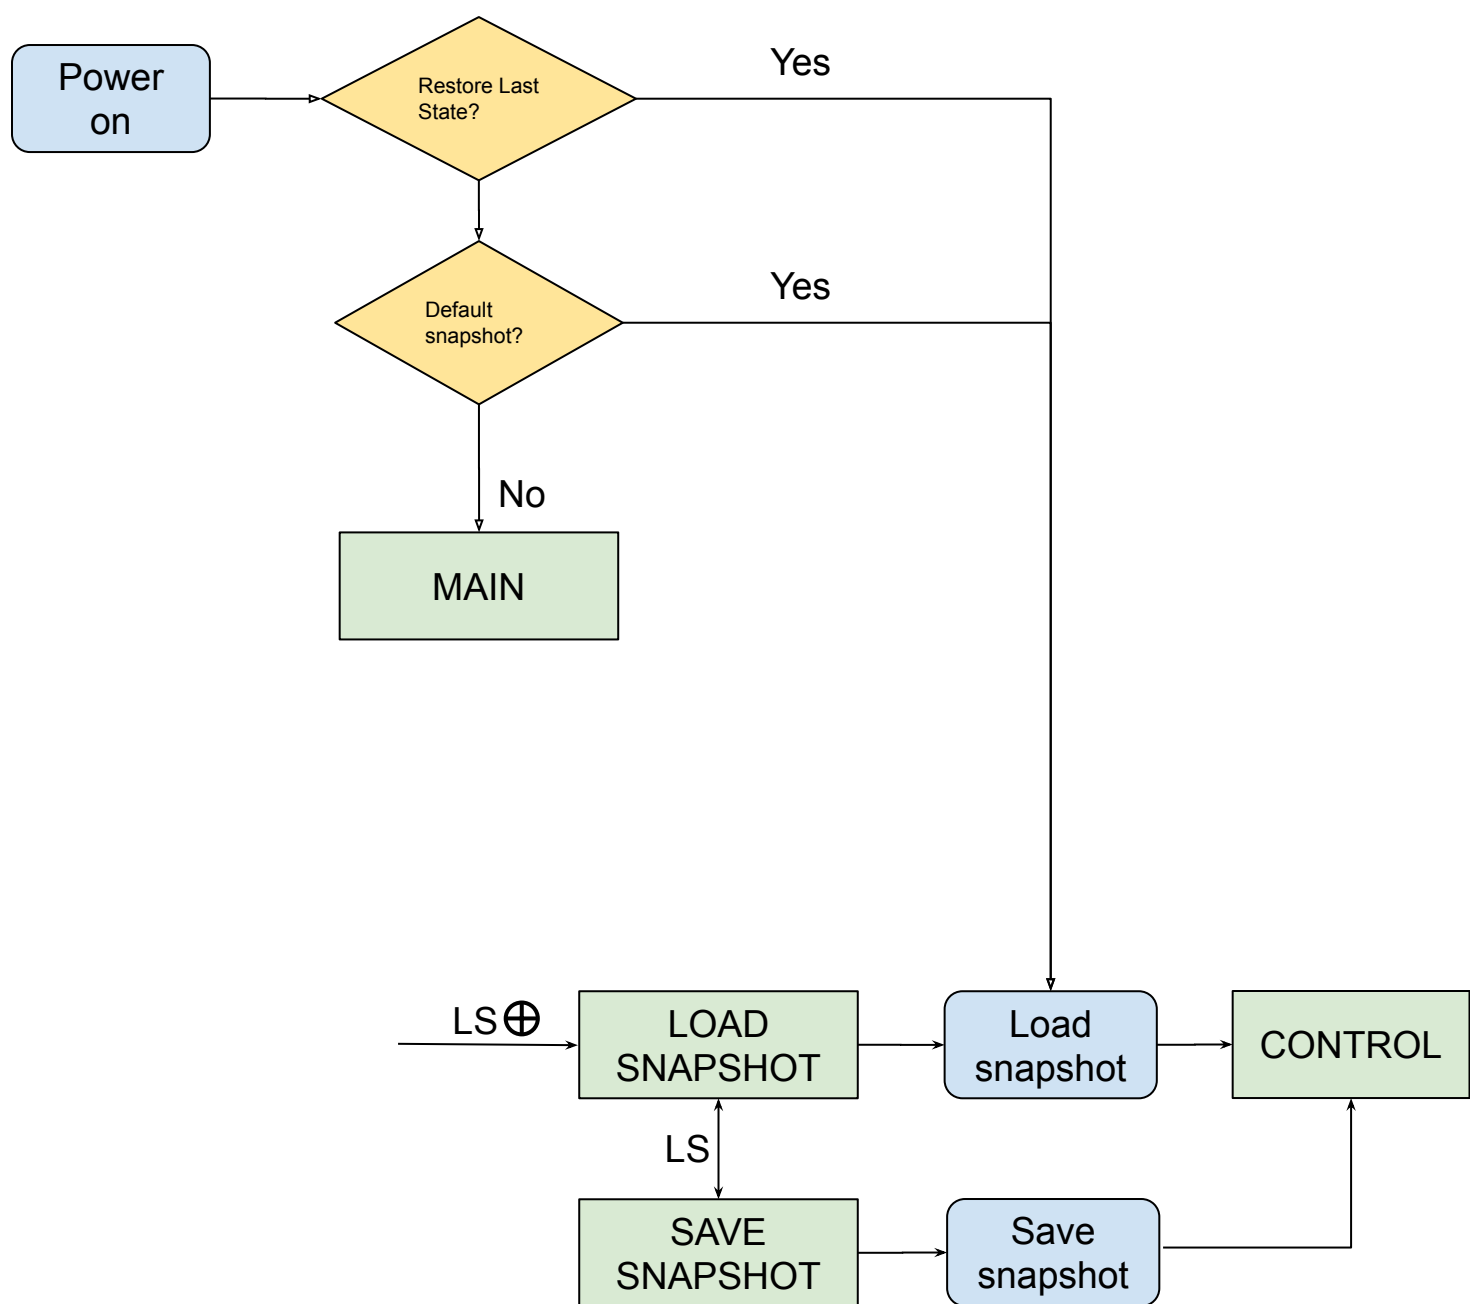 Power
on
Restore Last
State?
Yes
Default
snapshot?
Yes
No
MAIN
LS⊕
LOAD
SNAPSHOT
Load
snapshot
CONTROL
LS
SAVE
SNAPSHOT
Save
snapshot